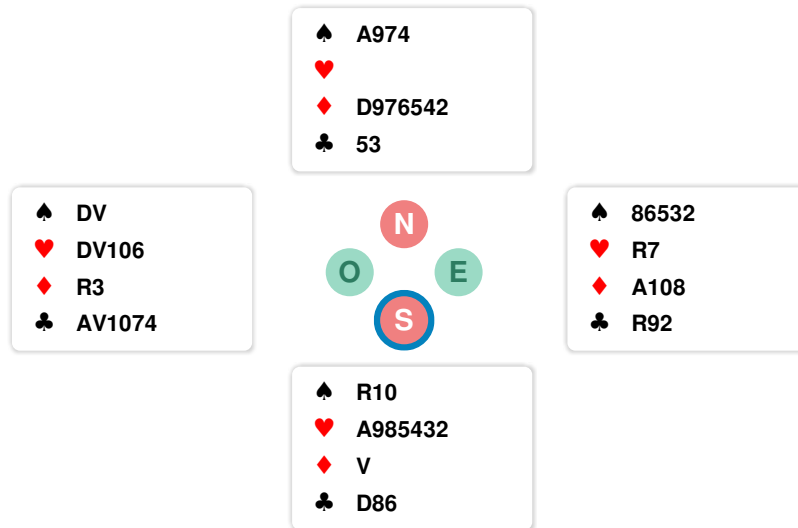 ♠ A974
♥
♦ D976542
♣ 53
♠ DV
♥ DV106
♦ R3
♣ AV1074
N
O E
S
♠ 86532
♥ R7
♦ A108
♣ R92
♠ R10
♥ A985432
♦ V
♣ D86